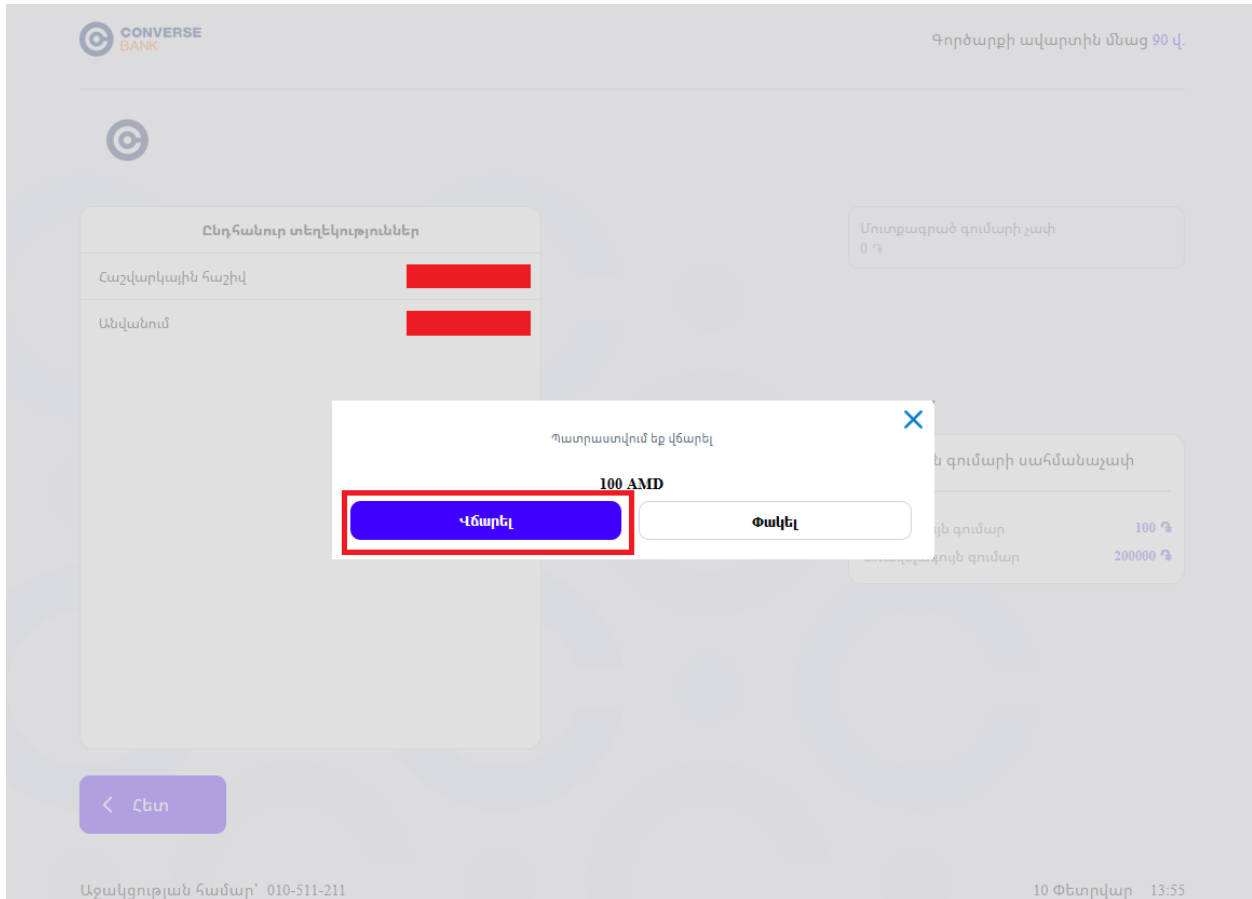 CONVERSE
BANK
Գործարքի ավարտին մնաց 90 վ.
Ընդհանուր տեղեկություններ
Հաշվարկային հաշիվ
Անվանում
Մուտքագրած գումարի չափ
0 ֏
Պատրաստվում եք վճարել
100 AMD
Վճարել
Փակել
գումարի սահմանաչափ
գումար 100 ֏
Առավելագույն գումար 200000 ֏
Հետ
Աջակցության համար՝ 010-511-211
10 Փետրվար 13:55